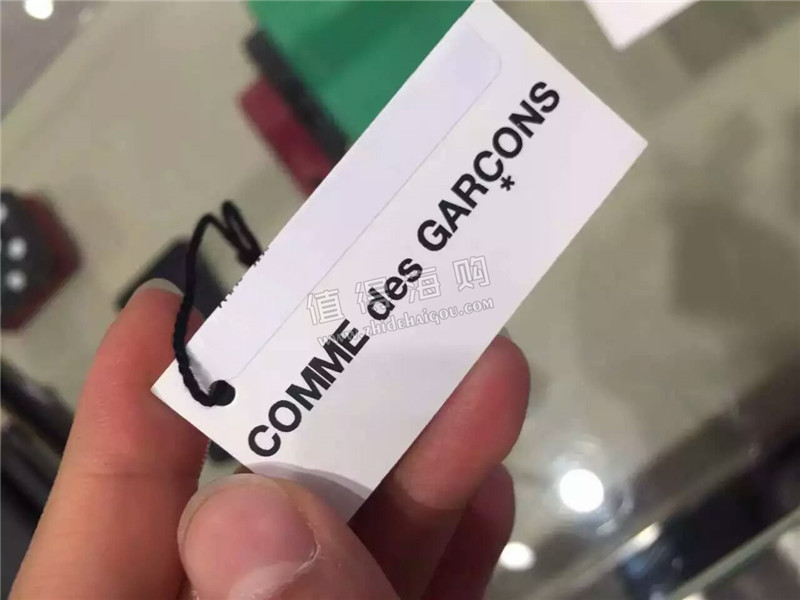 COMME des GARÇONS
*
值得海购
www.zhidehaigou.com